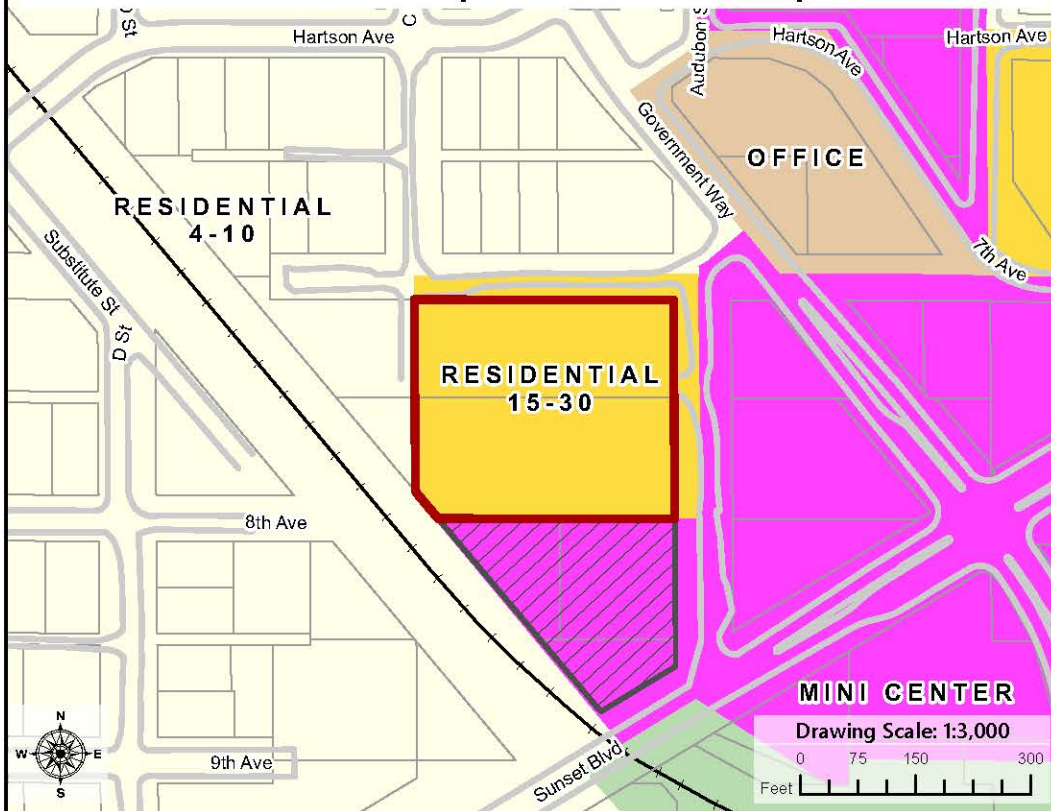 St
C
Hartson Ave
Audubon S
Hartson Ave
Hartson Ave
Government Way
OFFICE
RESIDENTIAL
4-10
7th Ave
Substitute St
D St
RESIDENTIAL
15-30
8th Ave
MINI CENTER
Drawing Scale: 1:3,000
0 75 150 300
Feet
N
W E
S
9th Ave
Sunset Blvd